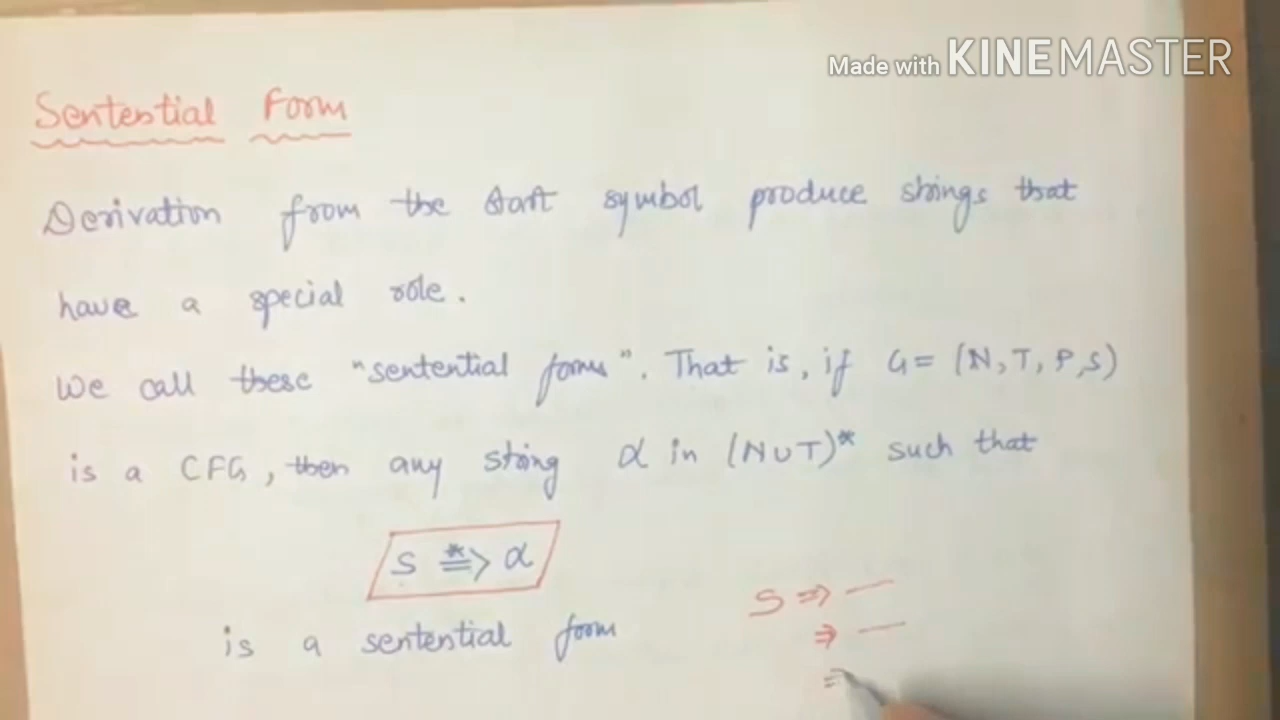 Made with KINEMASTER
Sentential Form
Derivation from the start symbol produce strings that
have a special role.
We call these "sentential forms". That is, if G = (N, T, P, S)
is a CFG, then any string α in (N∪T)* such that
S *=> α
is a sentential form
S => —
=> —
=